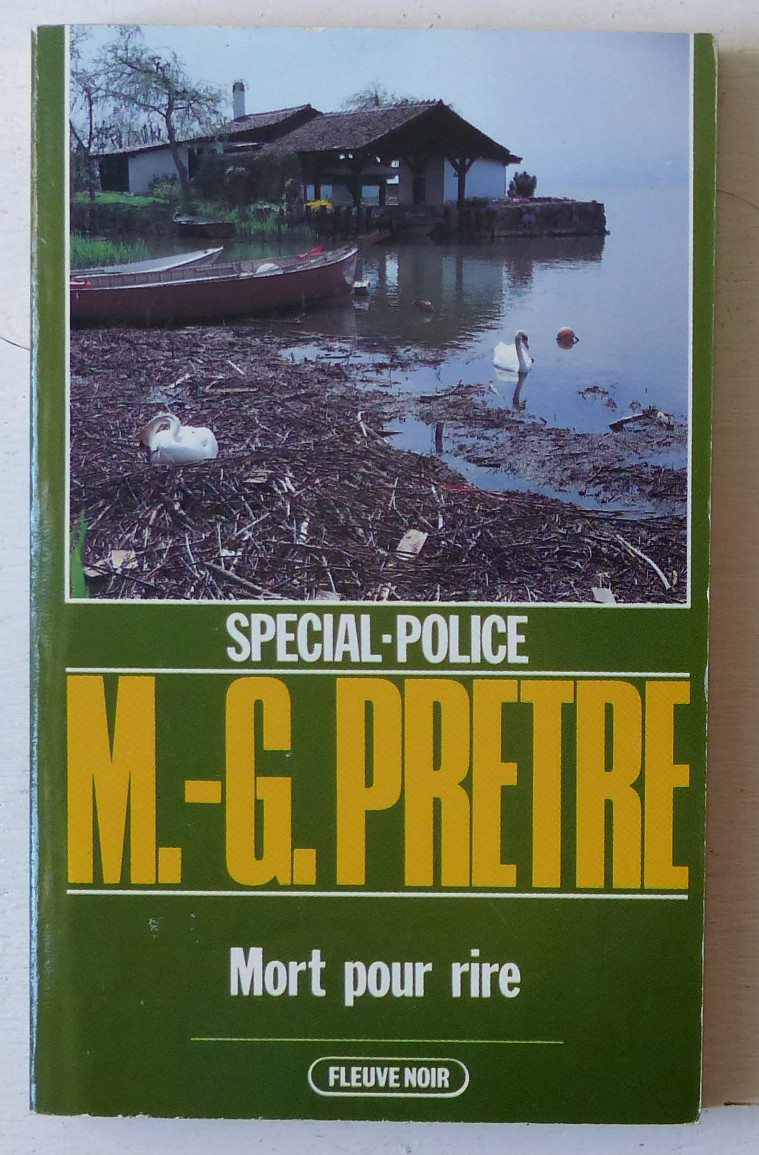 SPECIAL-POLICE
M.-G. PRETRE
Mort pour rire
FLEUVE NOIR